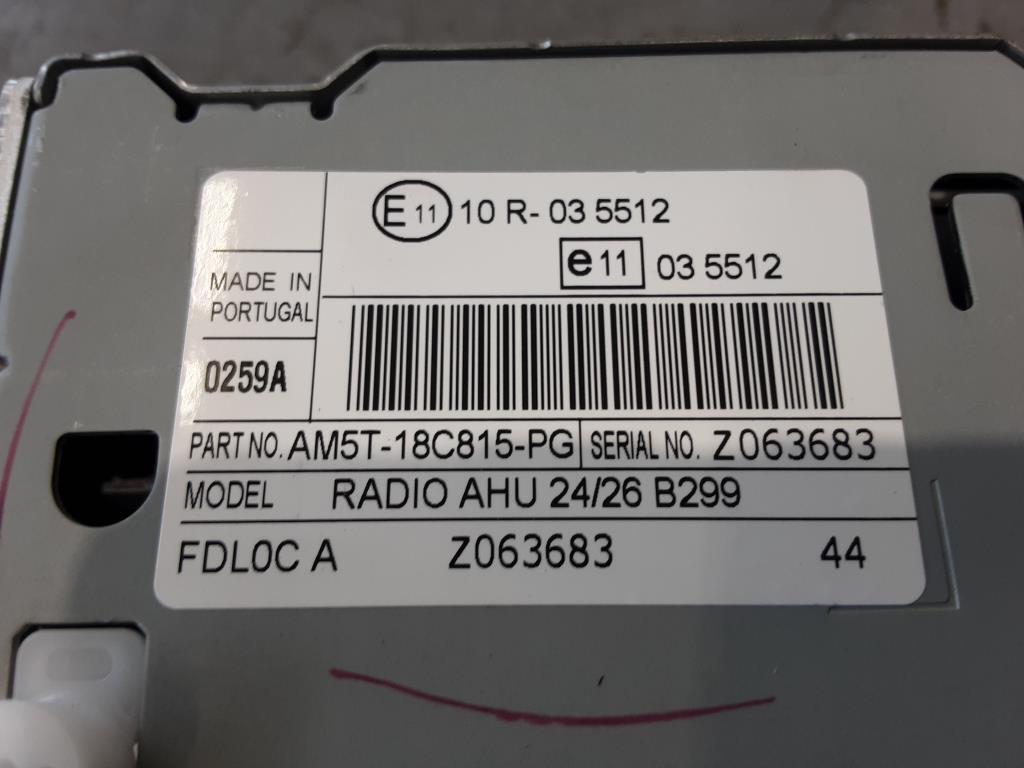 E 11 10 R- 03 5512
e 11 03 5512
MADE IN
PORTUGAL
0259A
PART NO. AM5T-18C815-PG SERIAL NO. Z063683
MODEL RADIO AHU 24/26 B299
FDL0C A Z063683 44